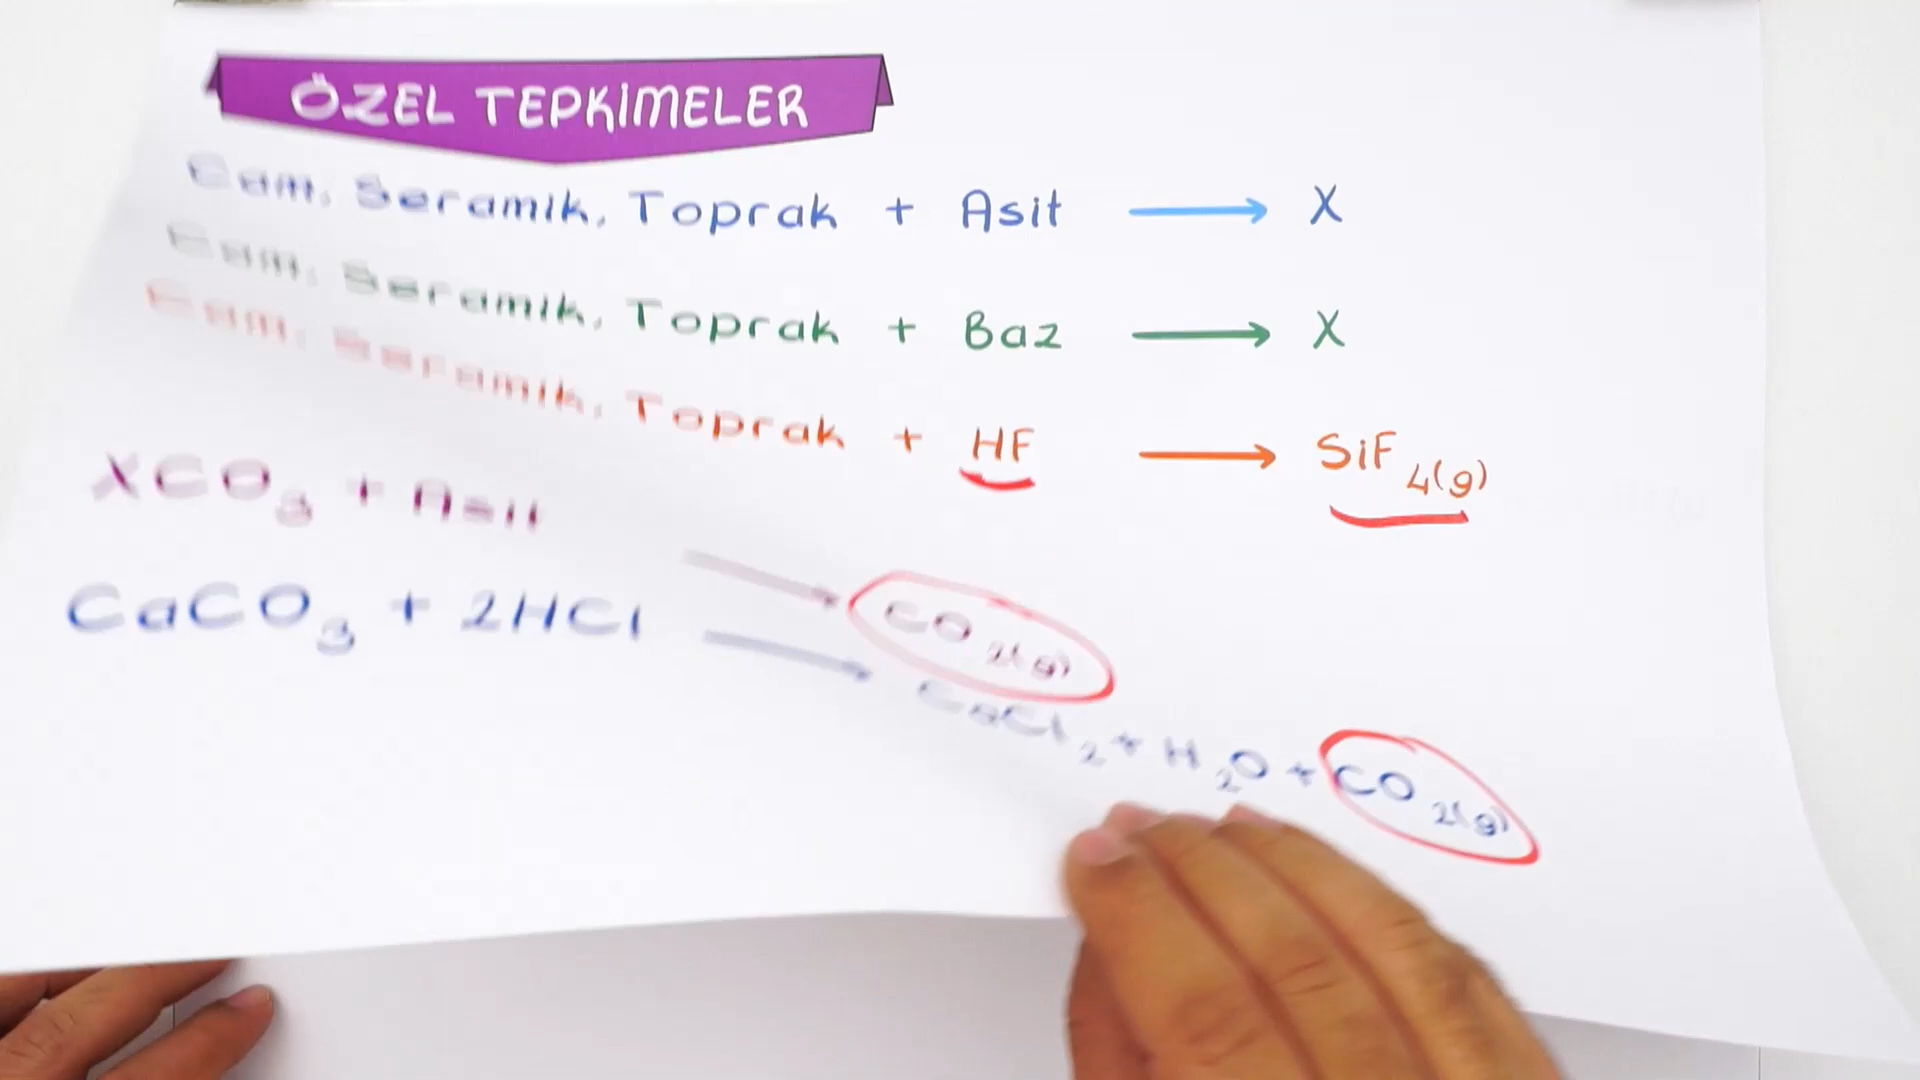 ÖZEL TEPKİMELER
Cam, Seramik, Toprak + Asit → X
Cam, Seramik, Toprak + Baz → X
Cam, Seramik, Toprak + HF → SiF4(g)
XCO3 + Asit → CO2(g)
CaCO3 + 2HCl → CaCl2 + H2O + CO2(g)